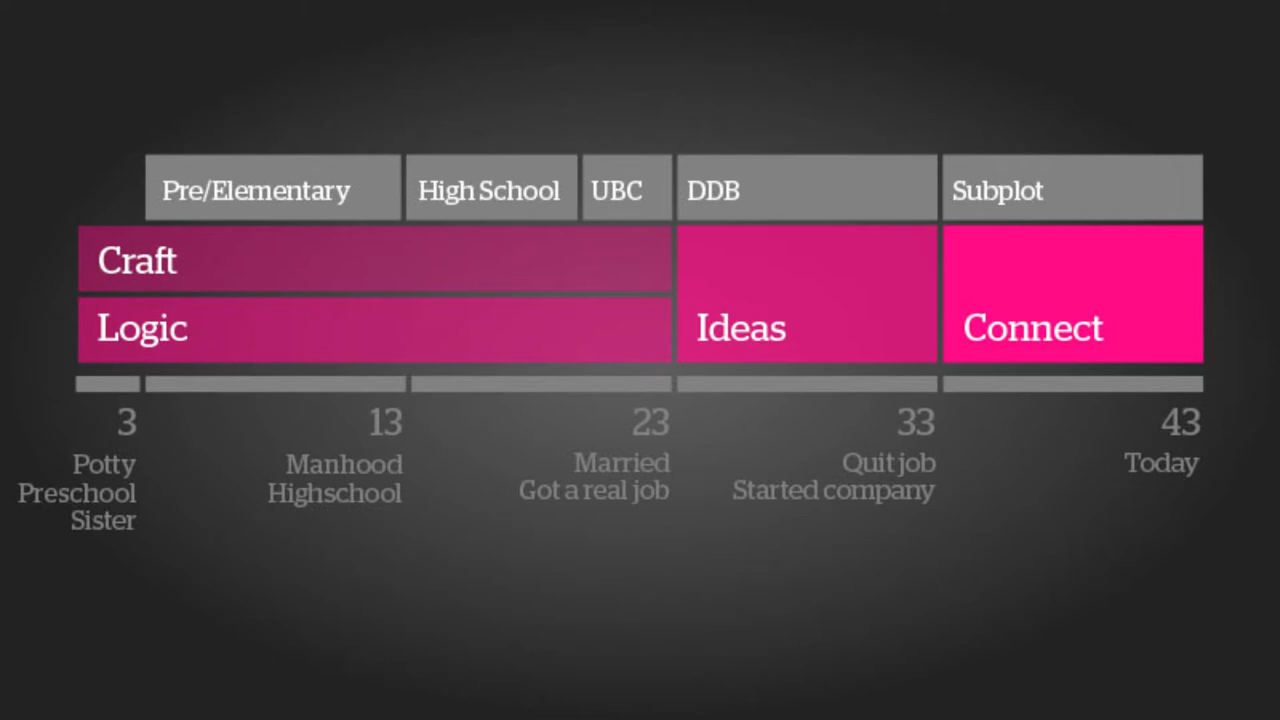 Pre/Elementary
High School
UBC
DDB
Subplot
Craft
Logic
Ideas
Connect
3
Potty
Preschool
Sister
13
Manhood
Highschool
23
Married
Got a real job
33
Quit job
Started company
43
Today